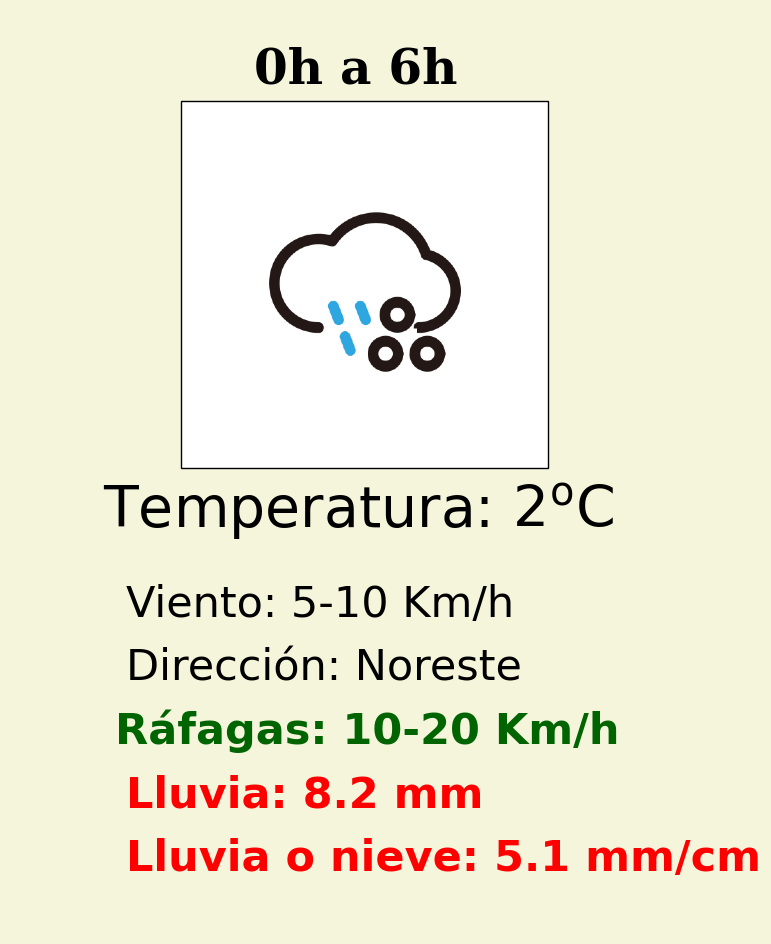 0h a 6h
Temperatura: 2ºC
Viento: 5-10 Km/h
Dirección: Noreste
Ráfagas: 10-20 Km/h
Lluvia: 8.2 mm
Lluvia o nieve: 5.1 mm/cm